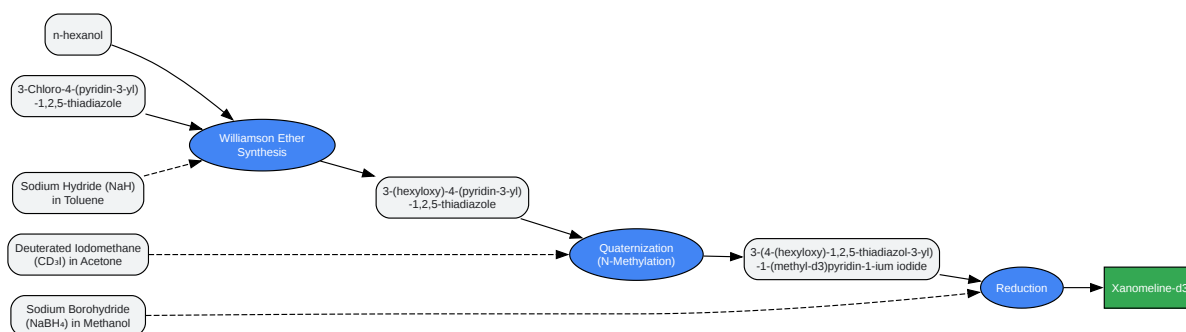 n-hexanol
3-Chloro-4-(pyridin-3-yl)
-1,2,5-thiadiazole
Williamson Ether
Synthesis
Sodium Hydride (NaH)
in Toluene
3-(hexyloxy)-4-(pyridin-3-yl)
-1,2,5-thiadiazole
Deuterated Iodomethane
(CD₃I) in Acetone
Quaternization
(N-Methylation)
3-(4-(hexyloxy)-1,2,5-thiadiazol-3-yl)
-1-(methyl-d3)pyridin-1-ium iodide
Reduction
Xanomeline-d3
Sodium Borohydride
(NaBH₄) in Methanol